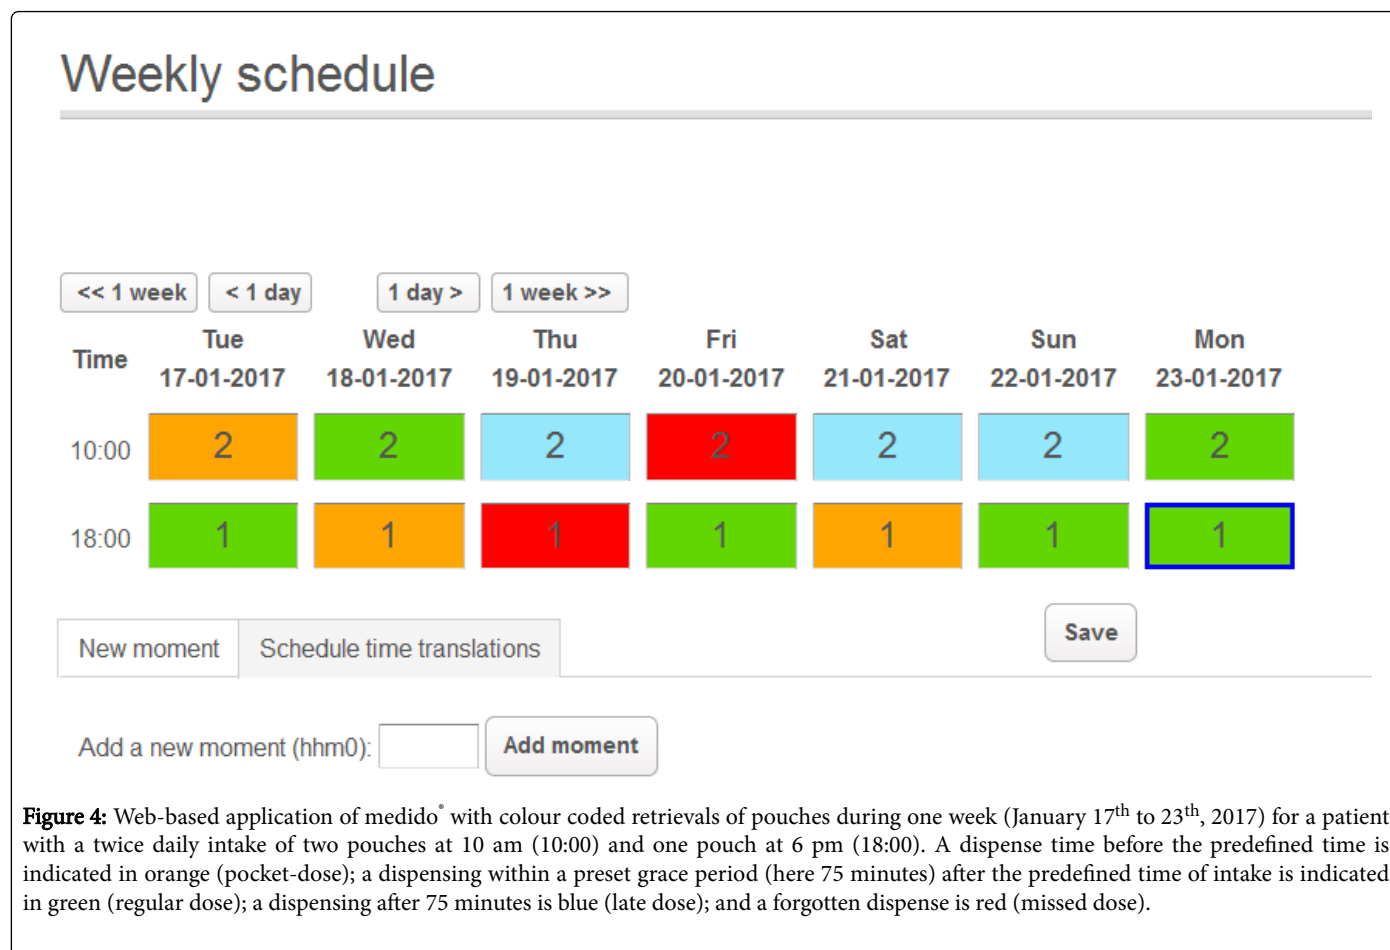 Weekly schedule
<< 1 week < 1 day 1 day > 1 week >>
Time Tue Wed Thu Fri Sat Sun Mon
17-01-2017 18-01-2017 19-01-2017 20-01-2017 21-01-2017 22-01-2017 23-01-2017
10:00 2 2 2 2 2 2 2
18:00 1 1 1 1 1 1 1
Save
New moment Schedule time translations
Add a new moment (hhm0): Add moment
Figure 4: Web-based application of medido® with colour coded retrievals of pouches during one week (January 17th to 23th, 2017) for a patient
with a twice daily intake of two pouches at 10 am (10:00) and one pouch at 6 pm (18:00). A dispense time before the predefined time is
indicated in orange (pocket-dose); a dispensing within a preset grace period (here 75 minutes) after the predefined time of intake is indicated
in green (regular dose); a dispensing after 75 minutes is blue (late dose); and a forgotten dispense is red (missed dose).